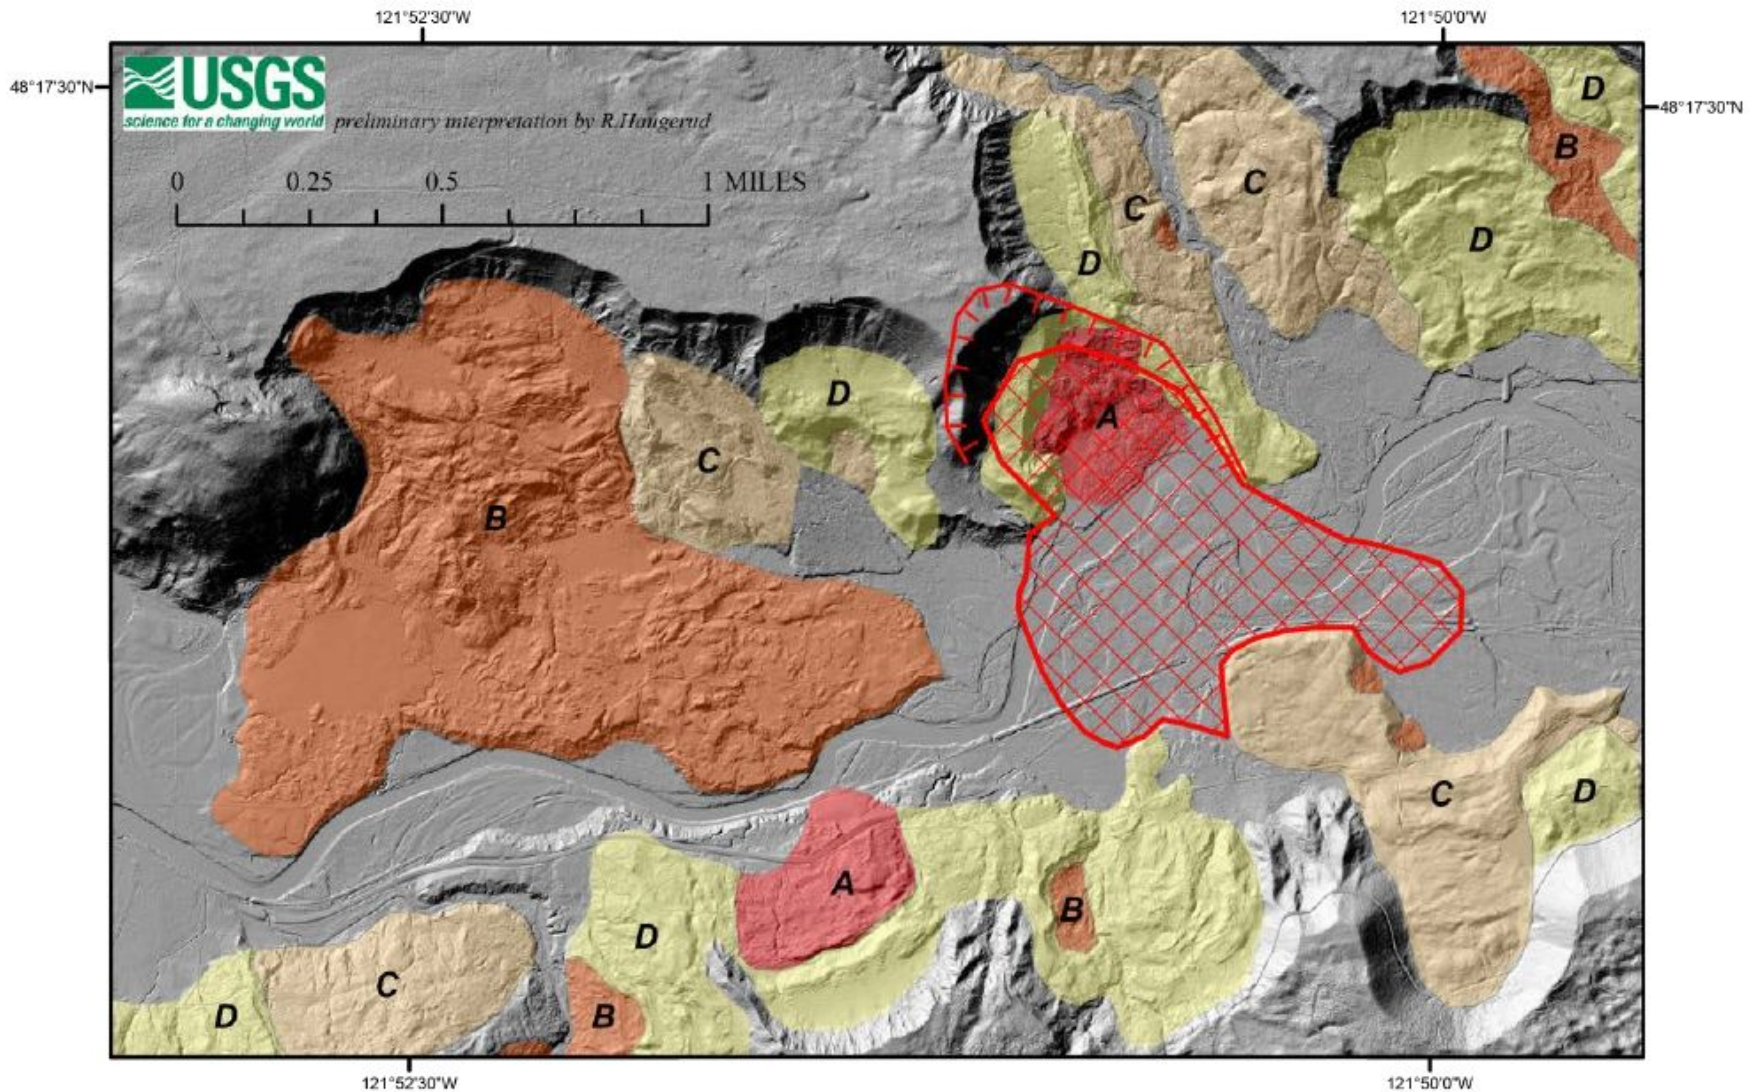 121°52'30"W
121°50'0"W
48°17'30"N
USGS
science for a changing world
preliminary interpretation by R.Haugerud
48°17'30"N
0 0.25 0.5 1 MILES
D
B
C
C
D
D
D
A
C
B
C
D
A
B
D
C
D
B
121°52'30"W
121°50'0"W